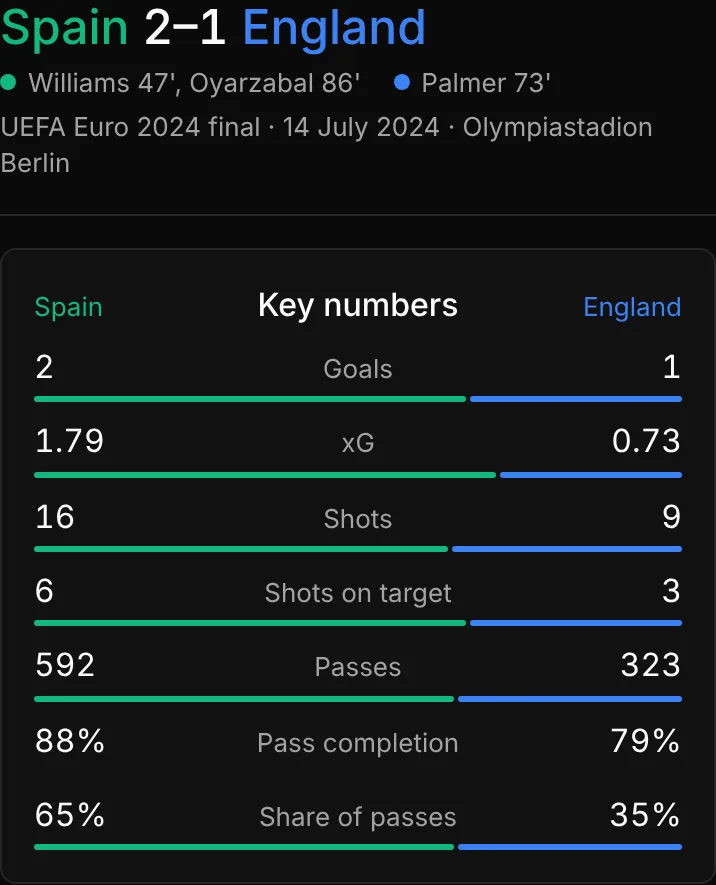 Spain 2–1 England
Williams 47', Oyarzabal 86' Palmer 73'
UEFA Euro 2024 final · 14 July 2024 · Olympiastadion
Berlin
Spain Key numbers England
2 Goals 1
1.79 xG 0.73
16 Shots 9
6 Shots on target 3
592 Passes 323
88% Pass completion 79%
65% Share of passes 35%